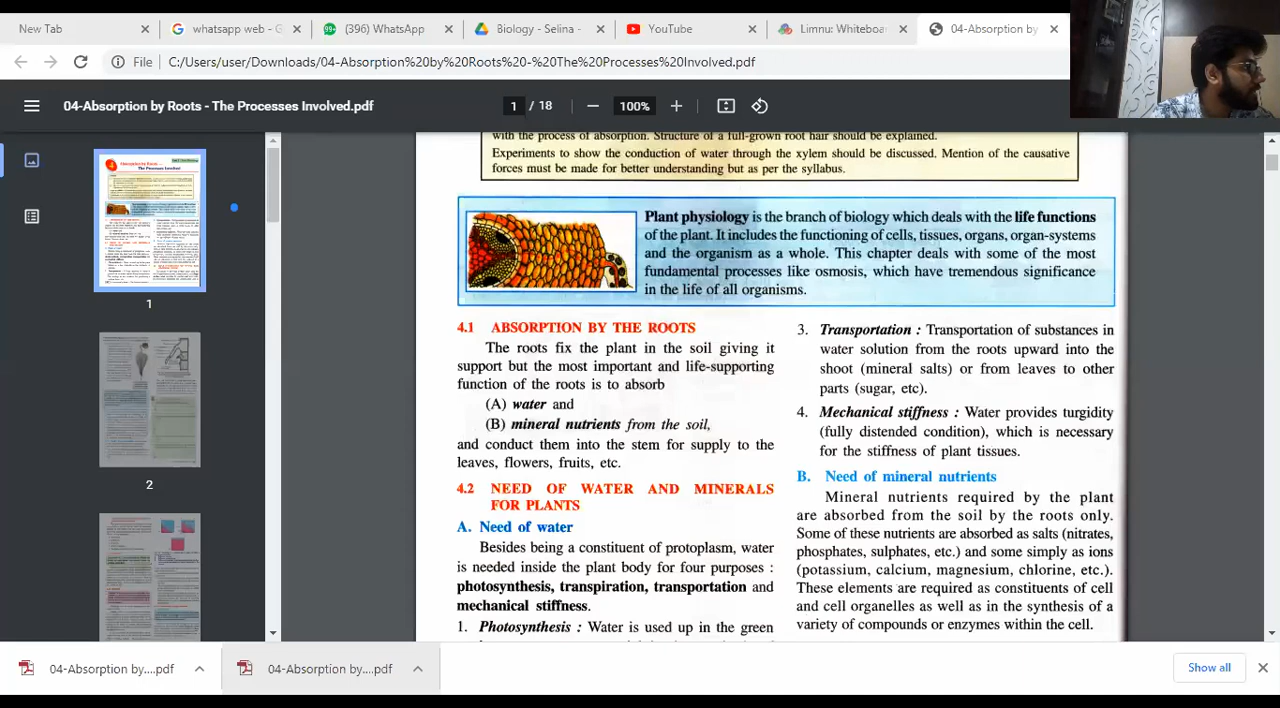 New Tab
whatsapp web - G
(396) WhatsApp
Biology - Selina -
YouTube
Limnu: Whiteboar
04-Absorption by
File
C:/Users/user/Downloads/04-Absorption%20by%20Roots%20-%20The%20Processes%20Involved.pdf
04-Absorption by Roots - The Processes Involved.pdf
1 / 18
100%
1
2
with the process of absorption. Structure of a full-grown root hair should be explained.
Experiments to show the conduction of water through the xylem should be discussed. Mention of the causative
forces must be made for better understanding but as per the syllabus.
Plant physiology is the branch of biology which deals with the life functions
of the plant. It includes the functioning of cells, tissues, organs, organ-systems
and the organism as a whole. This chapter deals with some of the most
fundamental processes like osmosis, which have tremendous significance
in the life of all organisms.
4.1 ABSORPTION BY THE ROOTS
The roots fix the plant in the soil giving it
support but the most important and life-supporting
function of the roots is to absorb
(A) water and
(B) mineral nutrients from the soil,
and conduct them into the stem for supply to the
leaves, flowers, fruits, etc.
4.2 NEED OF WATER AND MINERALS
FOR PLANTS
A. Need of water
Besides being a constituent of protoplasm, water
is needed inside the plant body for four purposes :
photosynthesis, transpiration, transportation and
mechanical stiffness.
1. Photosynthesis : Water is used up in the green
3. Transportation : Transportation of substances in
water solution from the roots upward into the
shoot (mineral salts) or from leaves to other
parts (sugar, etc).
4. Mechanical stiffness : Water provides turgidity
(fully distended condition), which is necessary
for the stiffness of plant tissues.
B. Need of mineral nutrients
Mineral nutrients required by the plant
are absorbed from the soil by the roots only.
Some of these nutrients are absorbed as salts (nitrates,
phosphates, sulphates, etc.) and some simply as ions
(potassium, calcium, magnesium, chlorine, etc.).
These elements are required as constituents of cell
and cell organelles as well as in the synthesis of a
variety of compounds or enzymes within the cell.
04-Absorption by....pdf
04-Absorption by....pdf
Show all